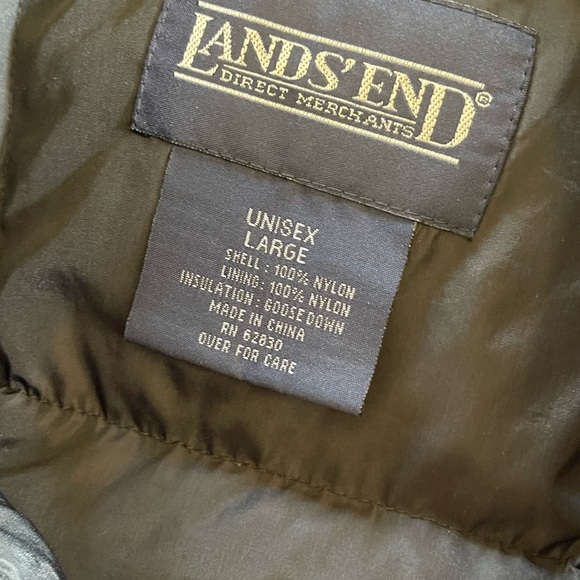 LANDS' END®
DIRECT MERCHANTS
UNISEX
LARGE
SHELL : 100% NYLON
LINING : 100% NYLON
INSULATION : GOOSE DOWN
MADE IN CHINA
RN 62830
OVER FOR CARE